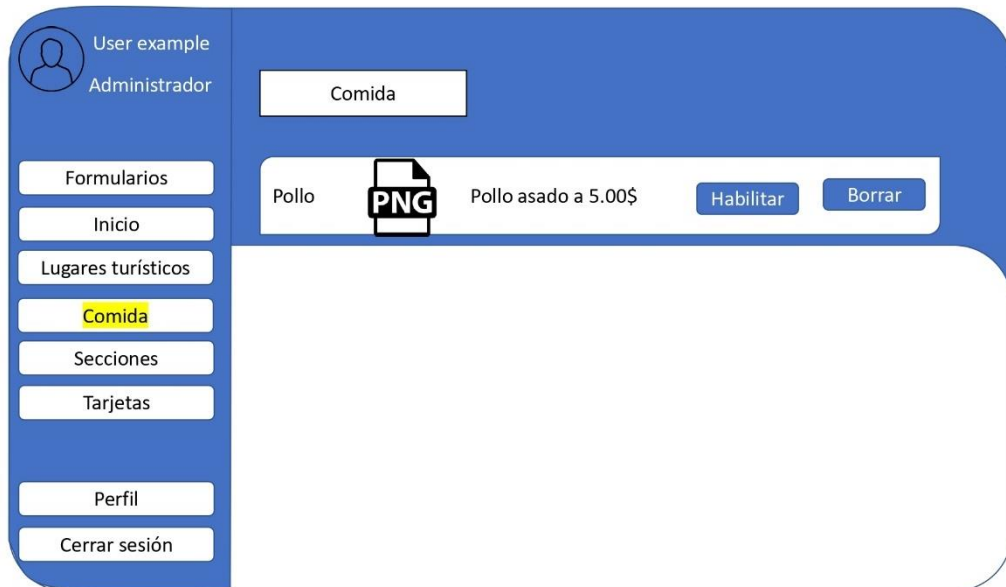 User example
Administrador
Formularios
Inicio
Lugares turísticos
Comida
Secciones
Tarjetas
Perfil
Cerrar sesión
Comida
Pollo PNG Pollo asado a 5.00$ Habilitar Borrar